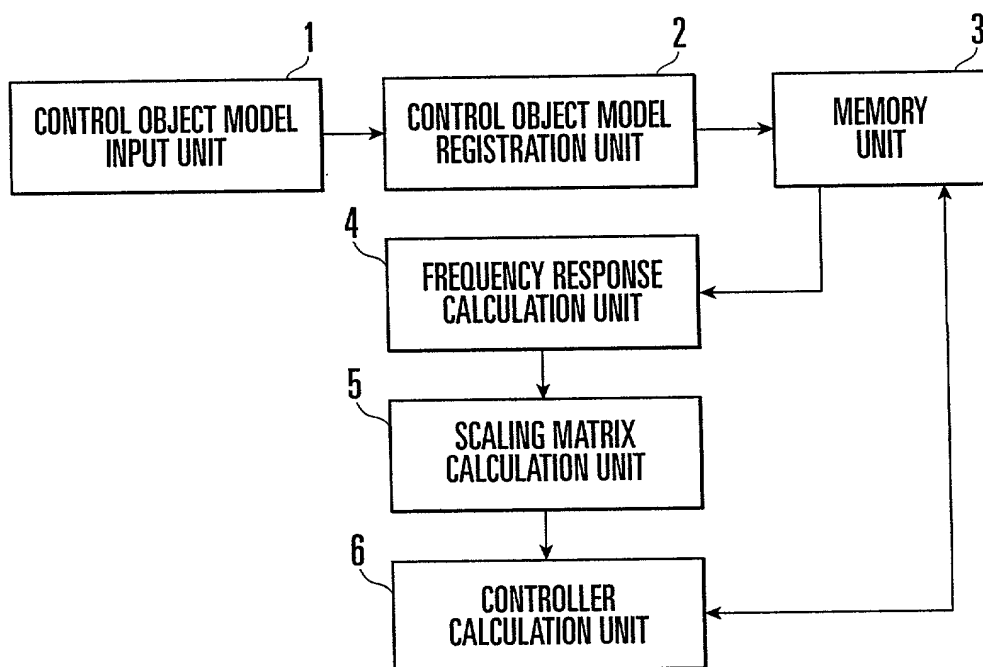 1
CONTROL OBJECT MODEL
INPUT UNIT
2
CONTROL OBJECT MODEL
REGISTRATION UNIT
3
MEMORY
UNIT
4
FREQUENCY RESPONSE
CALCULATION UNIT
5
SCALING MATRIX
CALCULATION UNIT
6
CONTROLLER
CALCULATION UNIT